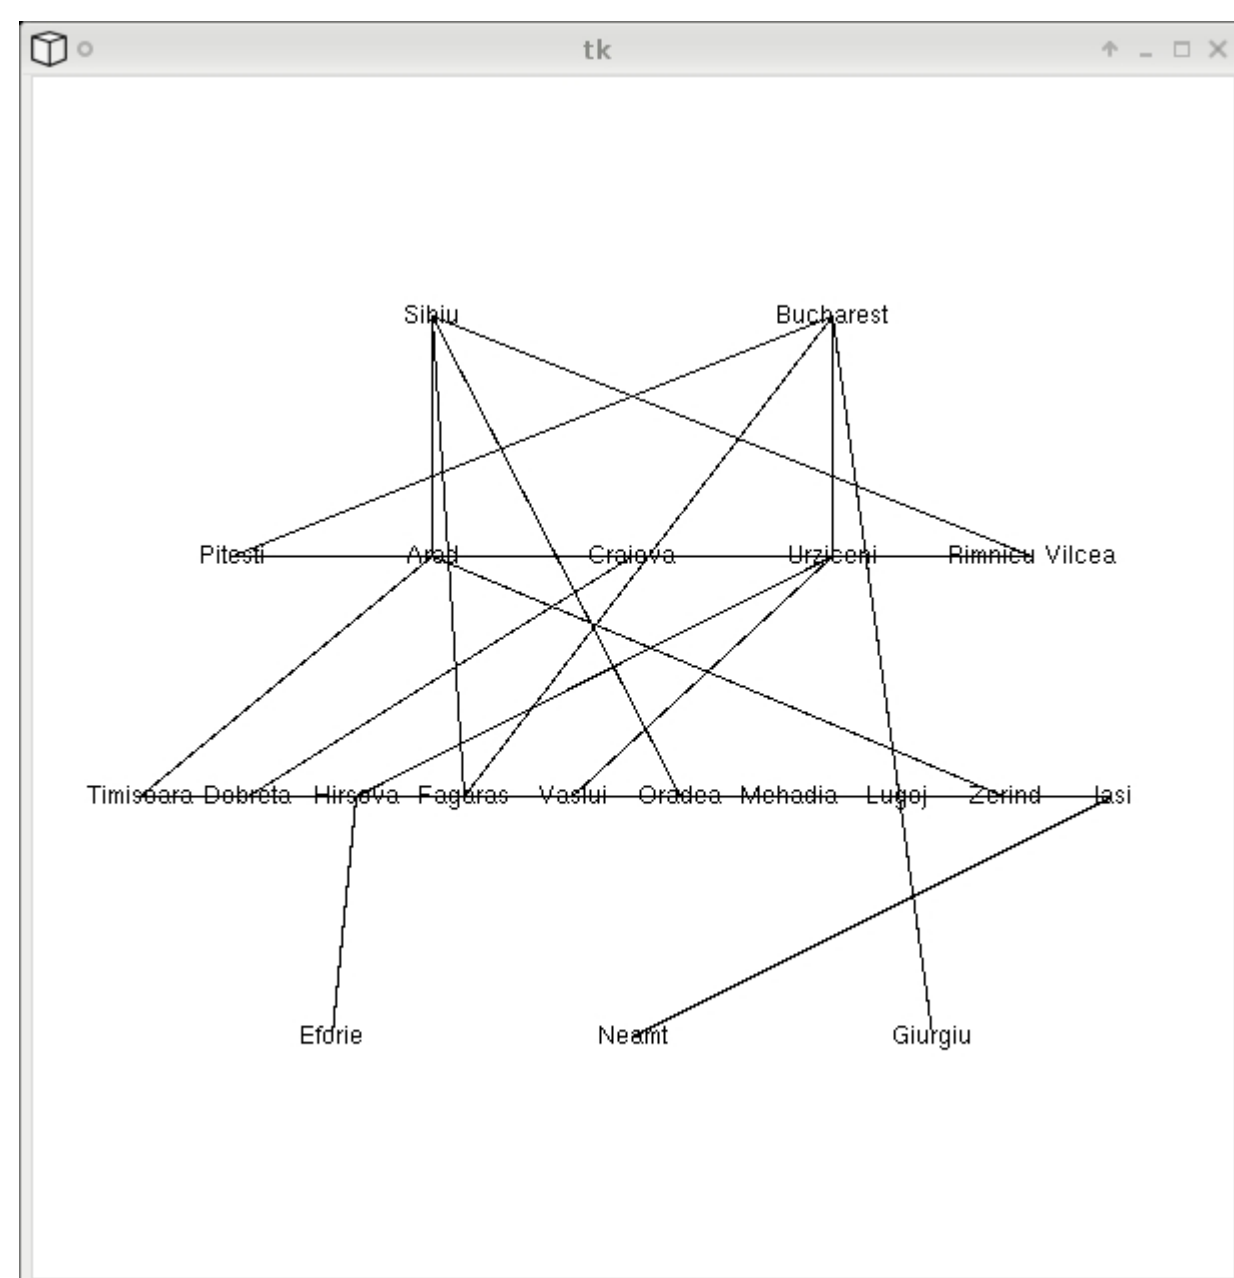 tk
Sibiu Bucharest
Pitesti Arad Craiova Urziceni Rimnicu Vilcea
Timisoara Dobreta Hirsova Fagaras Vaslui Oradea Mehadia Lugoj Zerind Iasi
Eforie Neamt Giurgiu